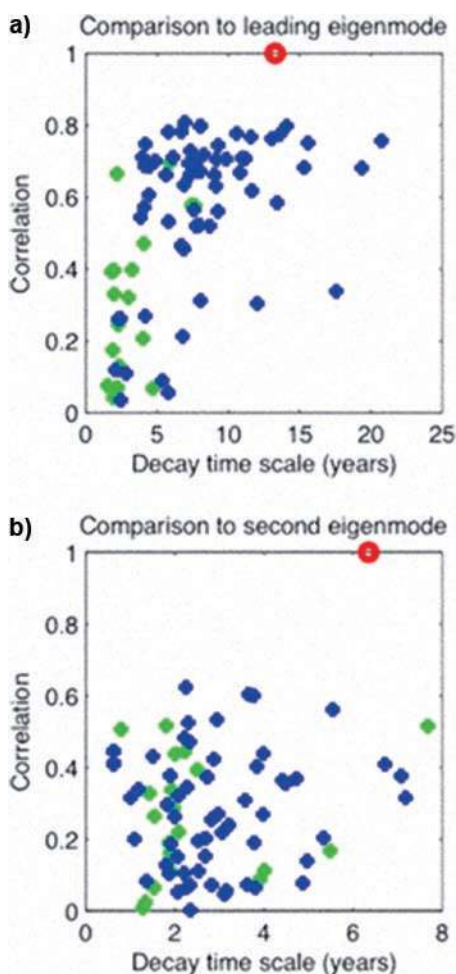 a) Comparison to leading eigenmode
1
0.8
0.6
0.4
0.2
0
Correlation
0 5 10 15 20 25
Decay time scale (years)
b) Comparison to second eigenmode
1
0.8
0.6
0.4
0.2
0
Correlation
0 2 4 6 8
Decay time scale (years)